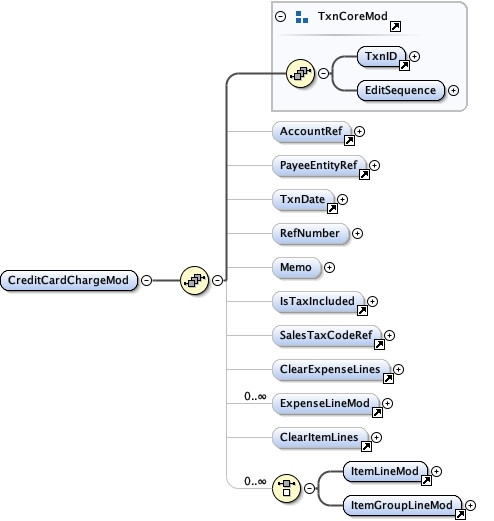 TxnCoreMod
TxnID
EditSequence
AccountRef
PayeeEntityRef
TxnDate
RefNumber
CreditCardChargeMod
Memo
IsTaxIncluded
SalesTaxCodeRef
ClearExpenseLines
0..∞
ExpenseLineMod
ClearItemLines
0..∞
ItemLineMod
ItemGroupLineMod